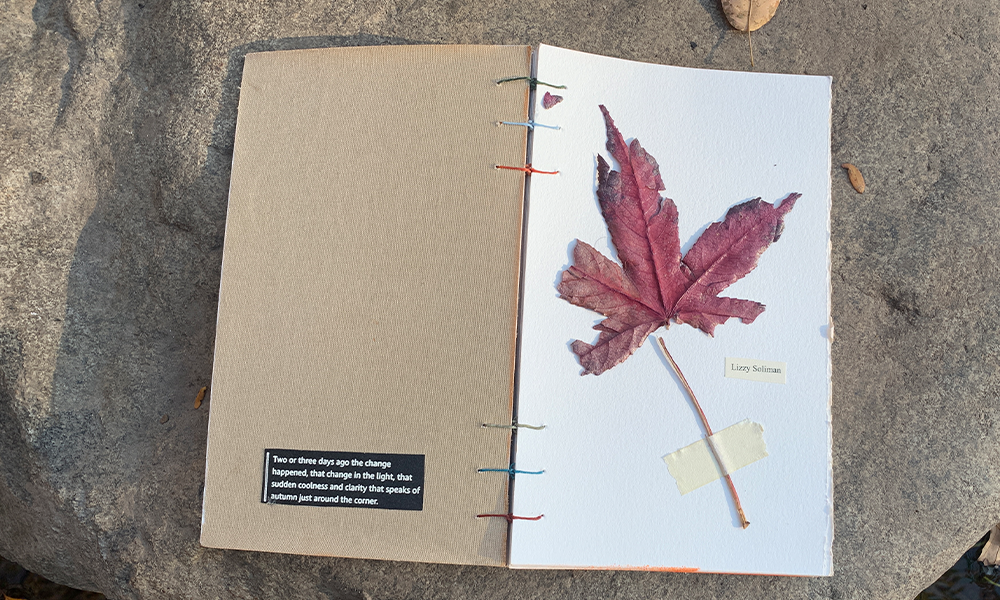 Two or three days ago the change
happened, that change in the light, that
sudden coolness and clarity that speaks of
autumn just around the corner.
Lizzy Soliman